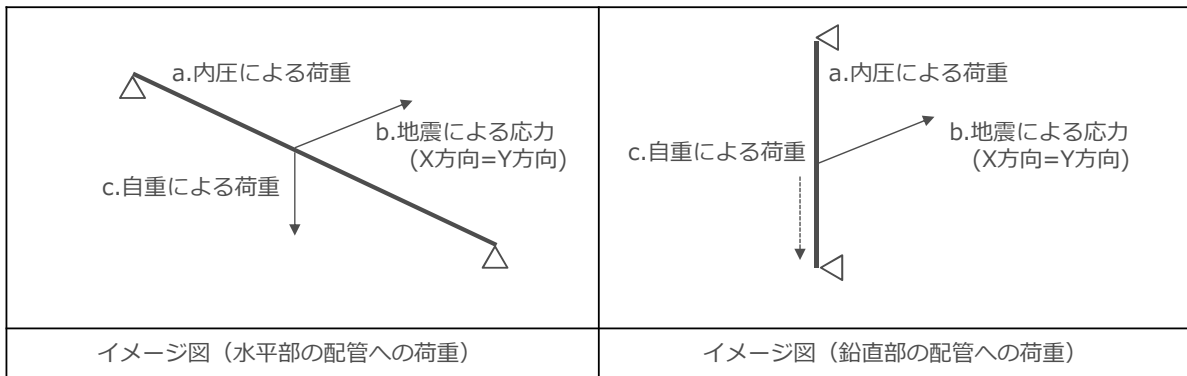 a.内圧による荷重
b.地震による応力
(X方向=Y方向)
c.自重による荷重
イメージ図（水平部の配管への荷重）
a.内圧による荷重
b.地震による応力
(X方向=Y方向)
c.自重による荷重
イメージ図（鉛直部の配管への荷重）